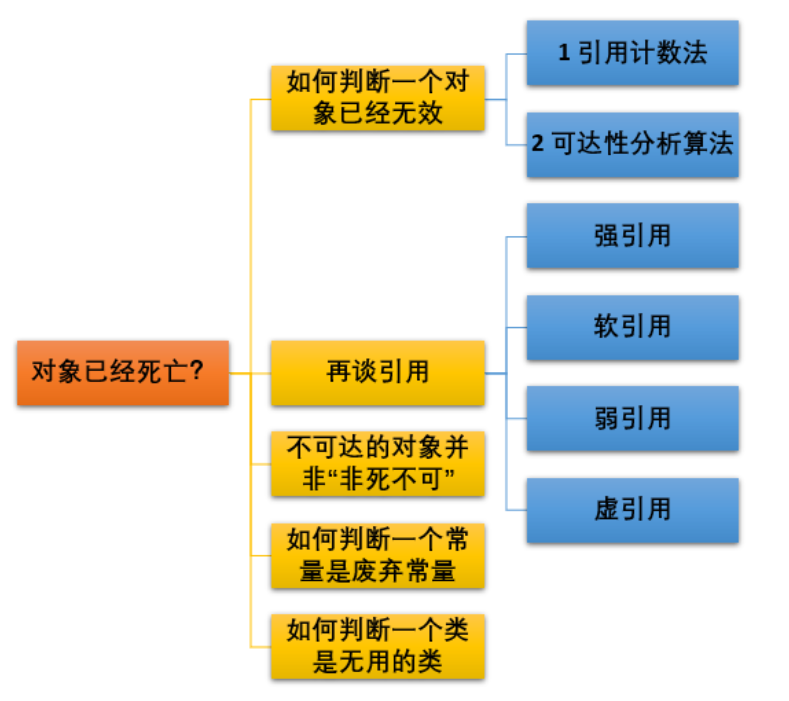 对象已经死亡?
如何判断一个对
象已经无效
1 引用计数法
2 可达性分析算法
再谈引用
强引用
软引用
弱引用
虚引用
不可达的对象并
非“非死不可”
如何判断一个常
量是废弃常量
如何判断一个类
是无用的类